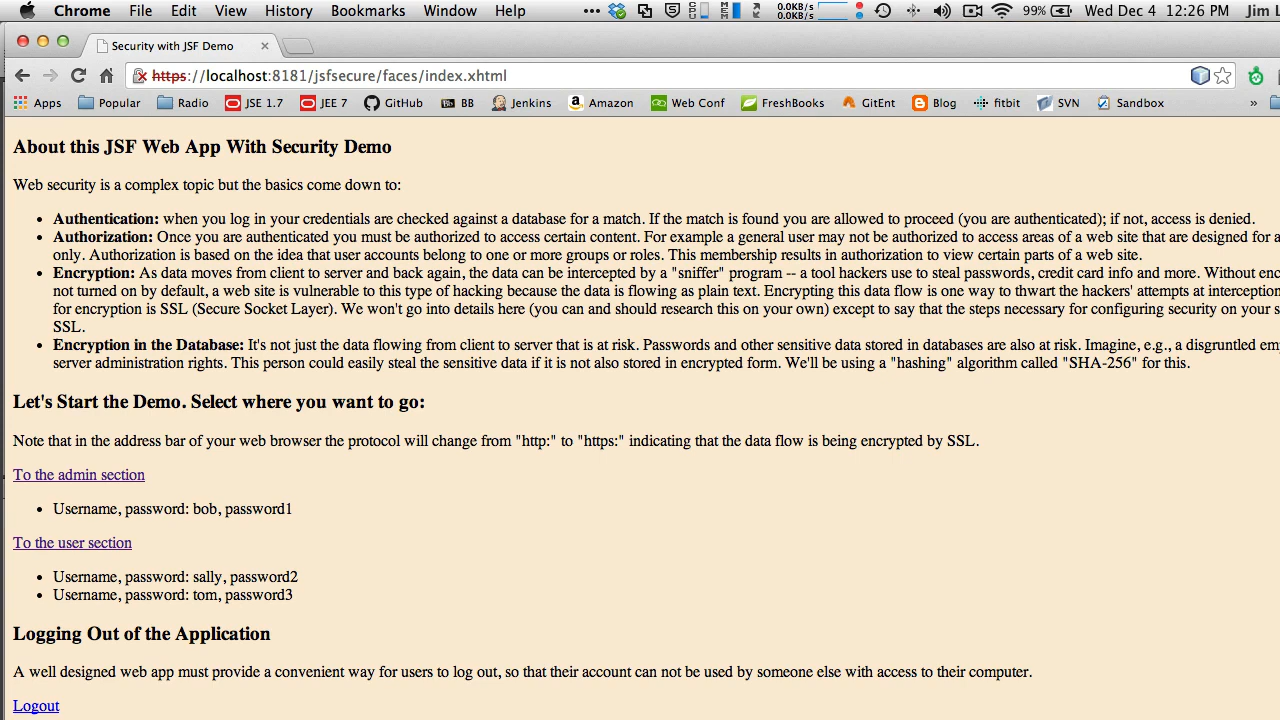 Chrome File Edit View History Bookmarks Window Help ••• 0.0KB/s 0.0KB/s 99% Wed Dec 4 12:26 PM Jim L
Security with JSF Demo
https://localhost:8181/jsfsecure/faces/index.xhtml
Apps Popular Radio JSE 1.7 JEE 7 GitHub BB Jenkins Amazon Web Conf FreshBooks GitEnt Blog fitbit SVN Sandbox »
About this JSF Web App With Security Demo
Web security is a complex topic but the basics come down to:
• Authentication: when you log in your credentials are checked against a database for a match. If the match is found you are allowed to proceed (you are authenticated); if not, access is denied.
• Authorization: Once you are authenticated you must be authorized to access certain content. For example a general user may not be authorized to access areas of a web site that are designed for a
only. Authorization is based on the idea that user accounts belong to one or more groups or roles. This membership results in authorization to view certain parts of a web site.
• Encryption: As data moves from client to server and back again, the data can be intercepted by a "sniffer" program -- a tool hackers use to steal passwords, credit card info and more. Without enc
not turned on by default, a web site is vulnerable to this type of hacking because the data is flowing as plain text. Encrypting this data flow is one way to thwart the hackers' attempts at interception
for encryption is SSL (Secure Socket Layer). We won't go into details here (you can and should research this on your own) except to say that the steps necessary for configuring security on your s
SSL.
• Encryption in the Database: It's not just the data flowing from client to server that is at risk. Passwords and other sensitive data stored in databases are also at risk. Imagine, e.g., a disgruntled emp
server administration rights. This person could easily steal the sensitive data if it is not also stored in encrypted form. We'll be using a "hashing" algorithm called "SHA-256" for this.
Let's Start the Demo. Select where you want to go:
Note that in the address bar of your web browser the protocol will change from "http:" to "https:" indicating that the data flow is being encrypted by SSL.
To the admin section
• Username, password: bob, password1
To the user section
• Username, password: sally, password2
• Username, password: tom, password3
Logging Out of the Application
A well designed web app must provide a convenient way for users to log out, so that their account can not be used by someone else with access to their computer.
Logout